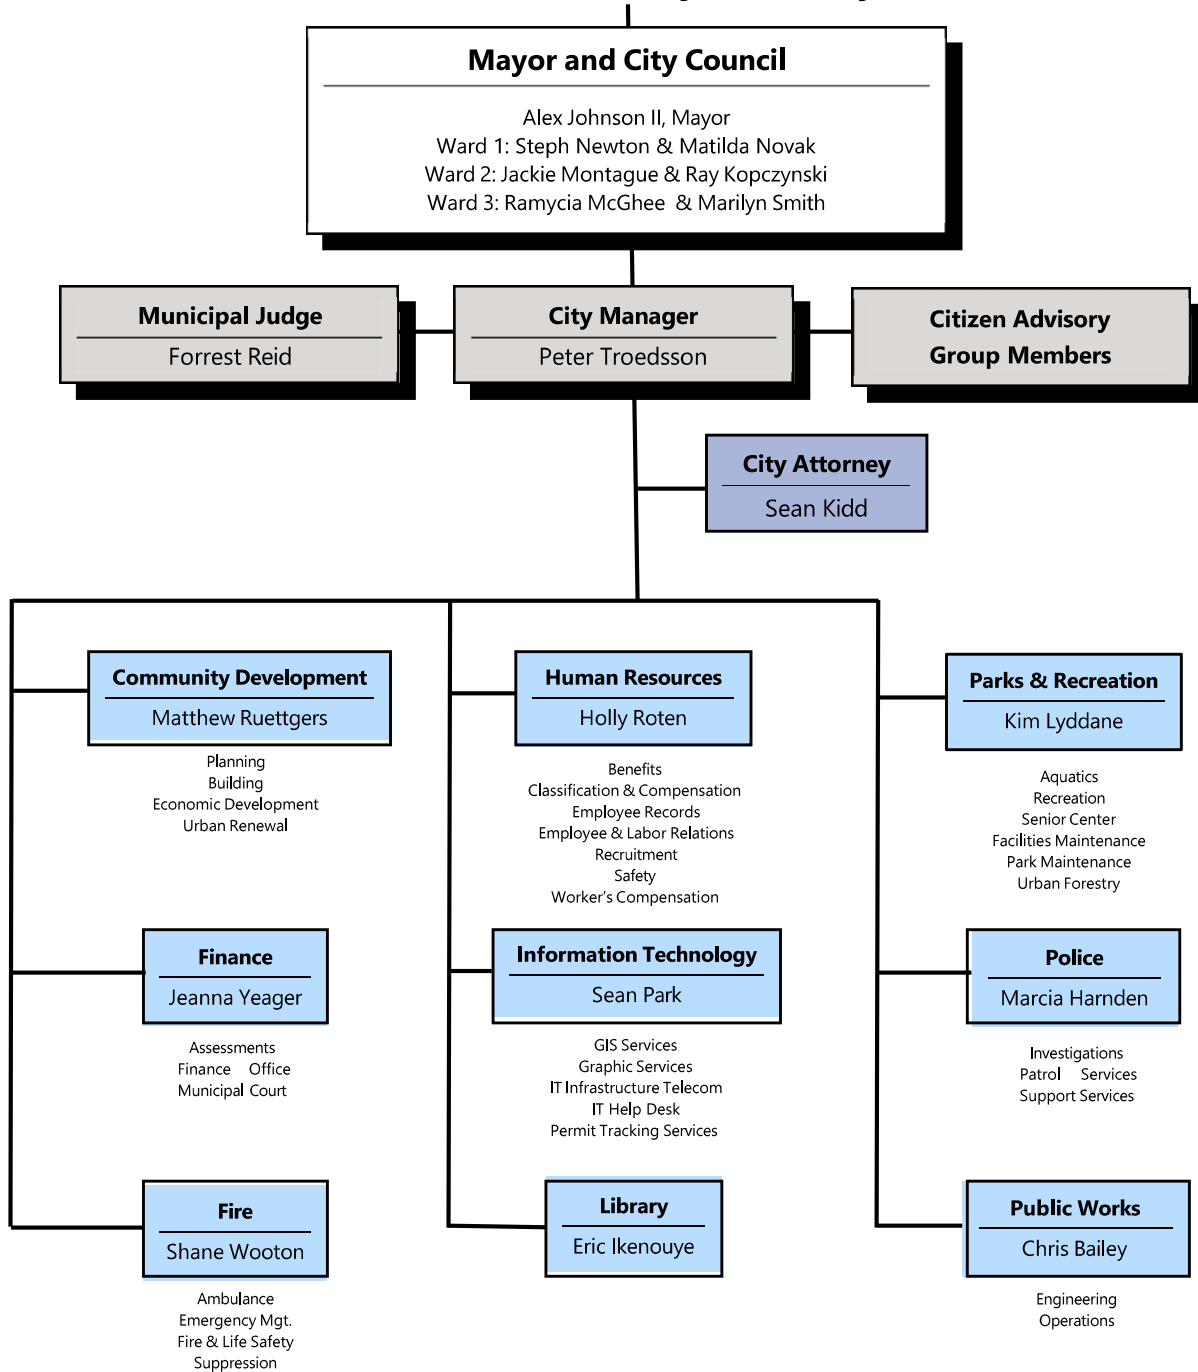 Mayor and City Council
Alex Johnson II, Mayor
Ward 1: Steph Newton & Matilda Novak
Ward 2: Jackie Montague & Ray Kopczynski
Ward 3: Ramycia McGhee & Marilyn Smith
Municipal Judge
Forrest Reid
City Manager
Peter Troedsson
Citizen Advisory
Group Members
City Attorney
Sean Kidd
Community Development
Matthew Ruettgers
Planning
Building
Economic Development
Urban Renewal
Human Resources
Holly Roten
Benefits
Classification & Compensation
Employee Records
Employee & Labor Relations
Recruitment
Safety
Worker's Compensation
Parks & Recreation
Kim Lyddane
Aquatics
Recreation
Senior Center
Facilities Maintenance
Park Maintenance
Urban Forestry
Finance
Jeanna Yeager
Assessments
Finance Office
Municipal Court
Information Technology
Sean Park
GIS Services
Graphic Services
IT Infrastructure Telecom
IT Help Desk
Permit Tracking Services
Police
Marcia Harnden
Investigations
Patrol Services
Support Services
Fire
Shane Wooton
Ambulance
Emergency Mgt.
Fire & Life Safety
Suppression
Library
Eric Ikenouye
Public Works
Chris Bailey
Engineering
Operations